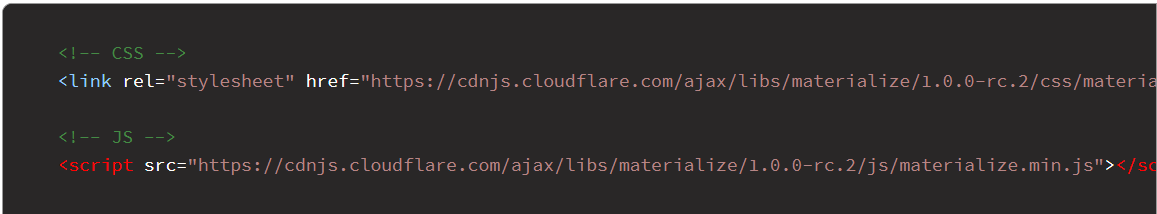 <!-- CSS -->
<link rel="stylesheet" href="https://cdnjs.cloudflare.com/ajax/libs/materialize/1.0.0-rc.2/css/materia
<!-- JS -->
<script src="https://cdnjs.cloudflare.com/ajax/libs/materialize/1.0.0-rc.2/js/materialize.min.js"></sc